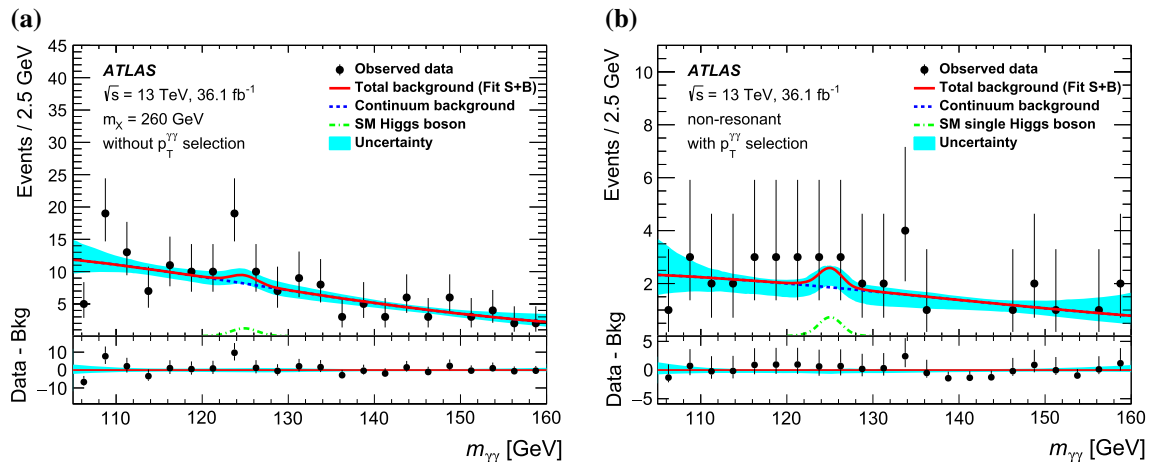 (a)
Events / 2.5 GeV
45
40
35
30
25
20
15
10
5
ATLAS
√s = 13 TeV, 36.1 fb⁻¹
m_X = 260 GeV
without p_T^γγ selection
Observed data
Total background (Fit S+B)
Continuum background
SM Higgs boson
Uncertainty
Data - Bkg
10
0
−10
110 120 130 140 150 160
m_γγ [GeV]
(b)
Events / 2.5 GeV
10
8
6
4
2
ATLAS
√s = 13 TeV, 36.1 fb⁻¹
non-resonant
with p_T^γγ selection
Observed data
Total background (Fit S+B)
Continuum background
SM single Higgs boson
Uncertainty
Data - Bkg
5
0
−5
110 120 130 140 150 160
m_γγ [GeV]